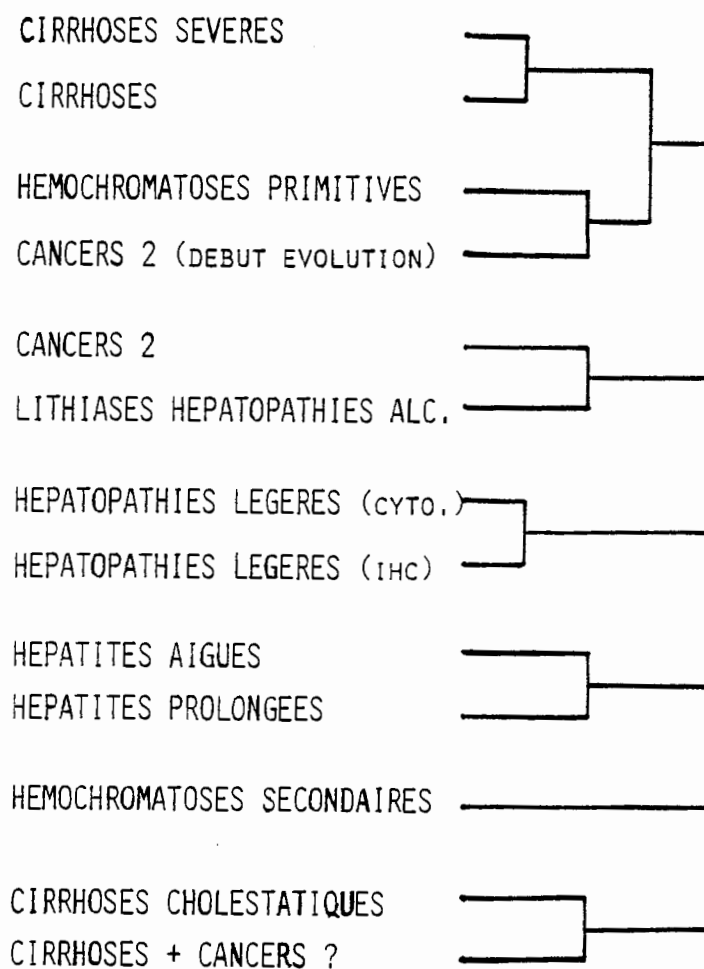 CIRRHOSES SEVERES
CIRRHOSES
HEMOCHROMATOSES PRIMITIVES
CANCERS 2 (DEBUT EVOLUTION)
CANCERS 2
LITHIASES HEPATOPATHIES ALC.
HEPATOPATHIES LEGERES (CYTO.)
HEPATOPATHIES LEGERES (IHC)
HEPATITES AIGUES
HEPATITES PROLONGEES
HEMOCHROMATOSES SECONDAIRES
CIRRHOSES CHOLESTATIQUES
CIRRHOSES + CANCERS ?